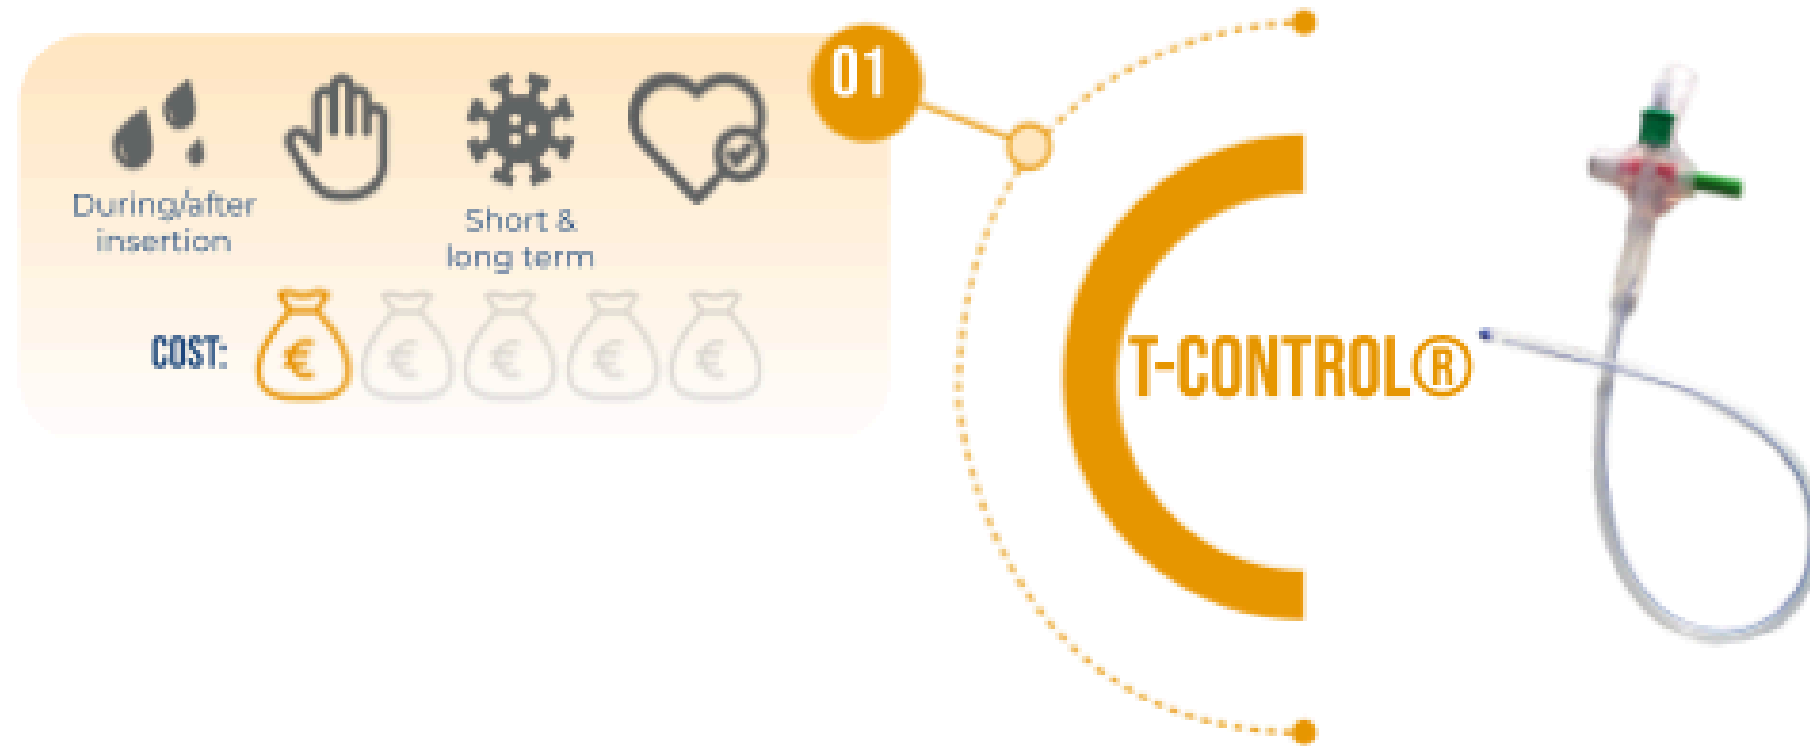 01
During/after
insertion
Short &
long term
COST: € € € € €
T-CONTROL®